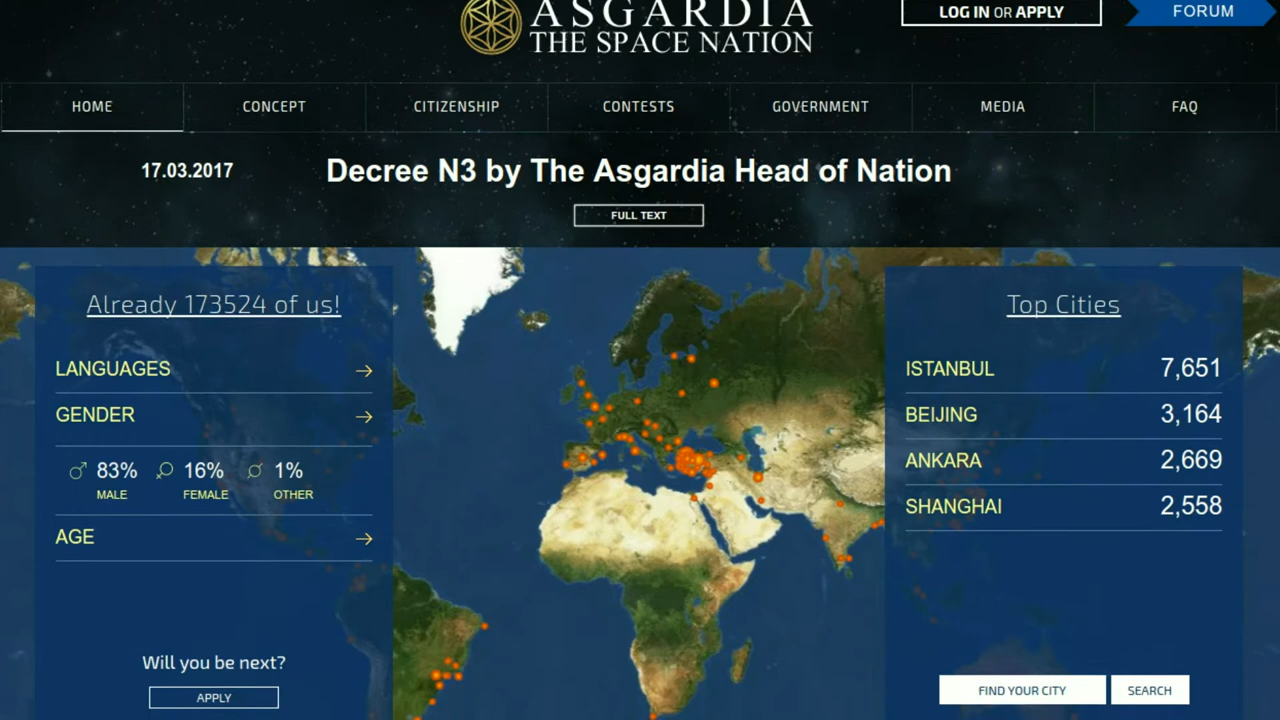 ASGARDIA
THE SPACE NATION
LOG IN OR APPLY
FORUM
HOME
CONCEPT
CITIZENSHIP
CONTESTS
GOVERNMENT
MEDIA
FAQ
17.03.2017
Decree N3 by The Asgardia Head of Nation
FULL TEXT
Already 173524 of us!
LANGUAGES
GENDER
83% 16% 1%
MALE FEMALE OTHER
AGE
Will you be next?
APPLY
Top Cities
ISTANBUL 7,651
BEIJING 3,164
ANKARA 2,669
SHANGHAI 2,558
FIND YOUR CITY
SEARCH